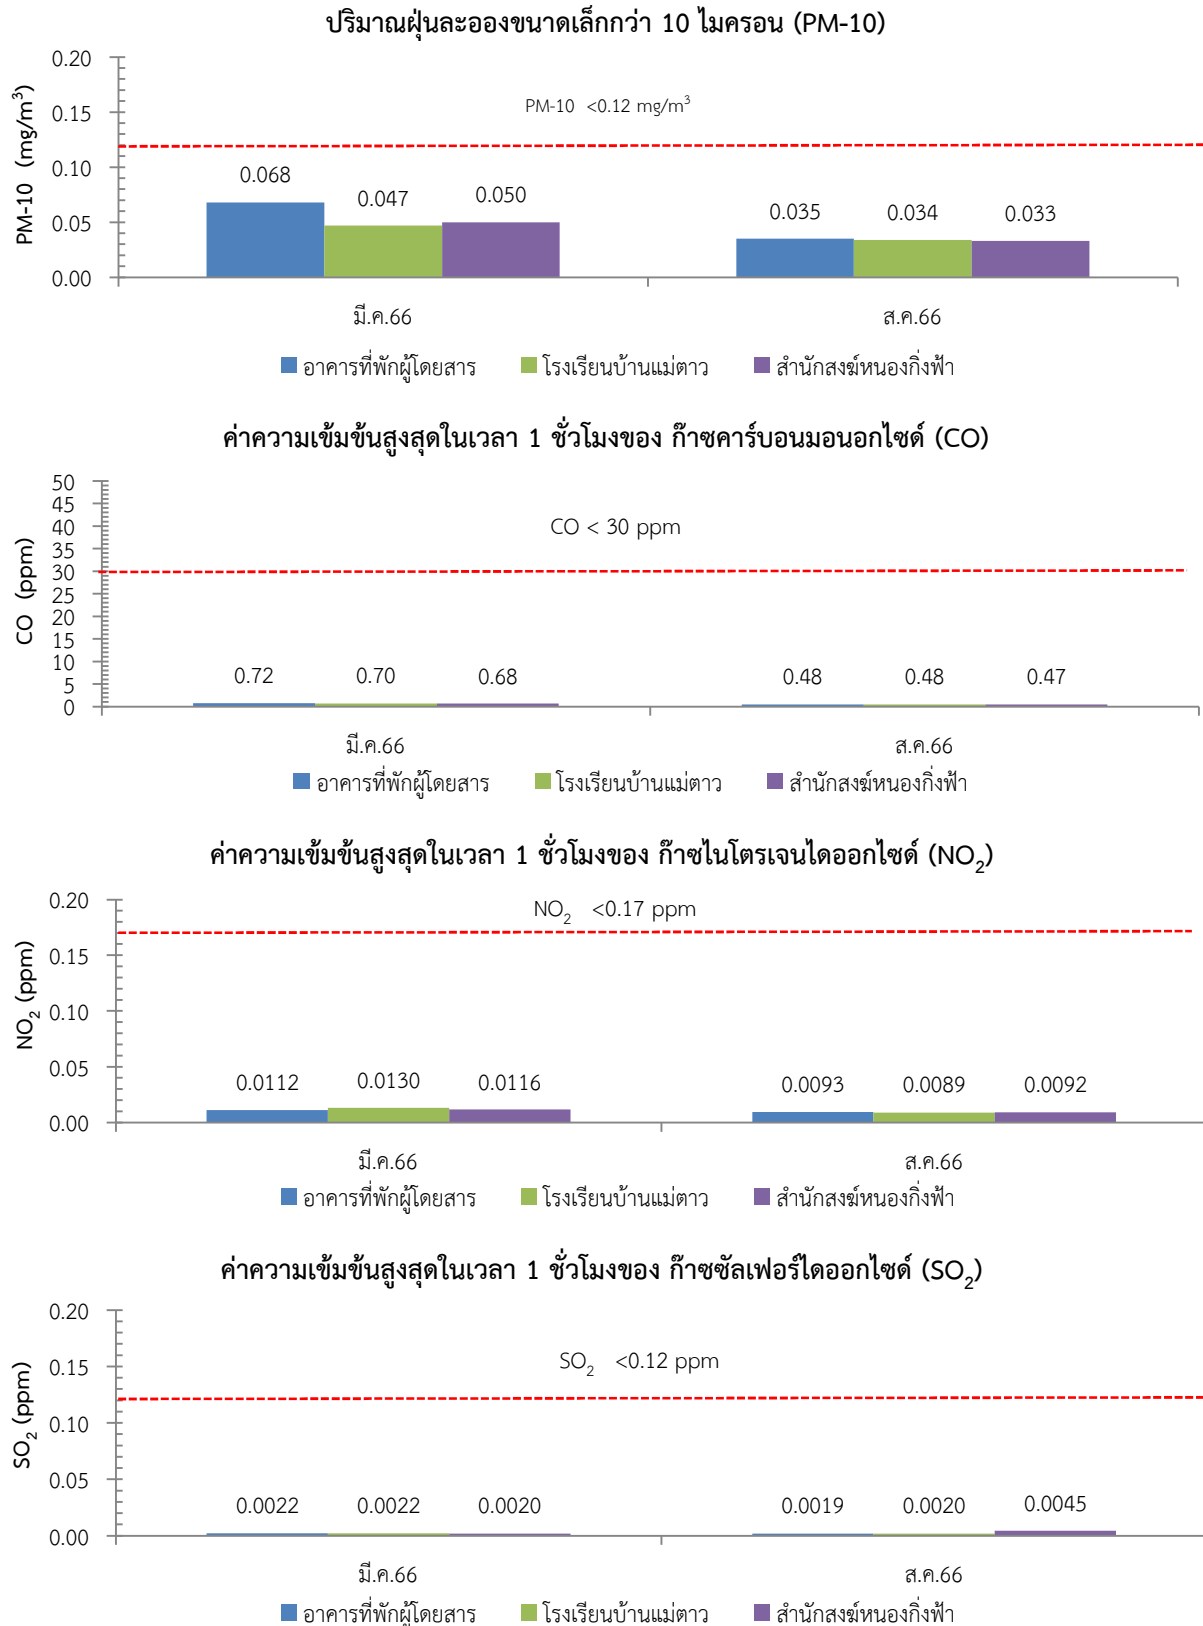 ปริมาณฝุ่นละอองขนาดเล็กกว่า 10 ไมครอน (PM-10)
0.20
0.15
0.10
0.05
0.00
PM-10 (mg/m³)
PM-10 <0.12 mg/m³
0.068
0.047
0.050
0.035
0.034
0.033
มี.ค.66
ส.ค.66
อาคารที่พักผู้โดยสาร โรงเรียนบ้านแม่ตาว สำนักสงฆ์หนองกิ่งฟ้า
ค่าความเข้มข้นสูงสุดในเวลา 1 ชั่วโมงของ ก๊าซคาร์บอนมอนอกไซด์ (CO)
50
45
40
35
30
25
20
15
10
5
0
CO (ppm)
CO < 30 ppm
0.72
0.70
0.68
0.48
0.48
0.47
มี.ค.66
ส.ค.66
อาคารที่พักผู้โดยสาร โรงเรียนบ้านแม่ตาว สำนักสงฆ์หนองกิ่งฟ้า
ค่าความเข้มข้นสูงสุดในเวลา 1 ชั่วโมงของ ก๊าซไนโตรเจนไดออกไซด์ (NO₂)
0.20
0.15
0.10
0.05
0.00
NO₂ (ppm)
NO₂ <0.17 ppm
0.0112
0.0130
0.0116
0.0093
0.0089
0.0092
มี.ค.66
ส.ค.66
อาคารที่พักผู้โดยสาร โรงเรียนบ้านแม่ตาว สำนักสงฆ์หนองกิ่งฟ้า
ค่าความเข้มข้นสูงสุดในเวลา 1 ชั่วโมงของ ก๊าซซัลเฟอร์ไดออกไซด์ (SO₂)
0.20
0.15
0.10
0.05
0.00
SO₂ (ppm)
SO₂ <0.12 ppm
0.0022
0.0022
0.0020
0.0019
0.0020
0.0045
มี.ค.66
ส.ค.66
อาคารที่พักผู้โดยสาร โรงเรียนบ้านแม่ตาว สำนักสงฆ์หนองกิ่งฟ้า